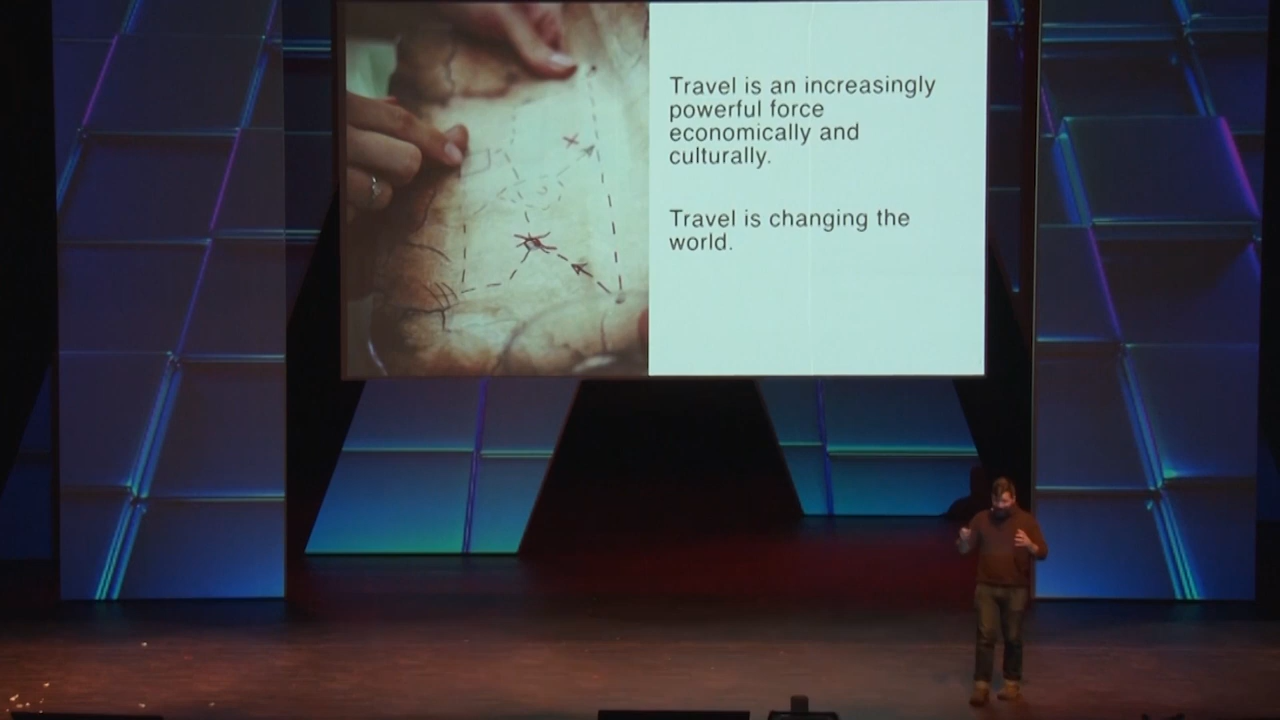 Travel is an increasingly
powerful force
economically and
culturally.
Travel is changing the
world.